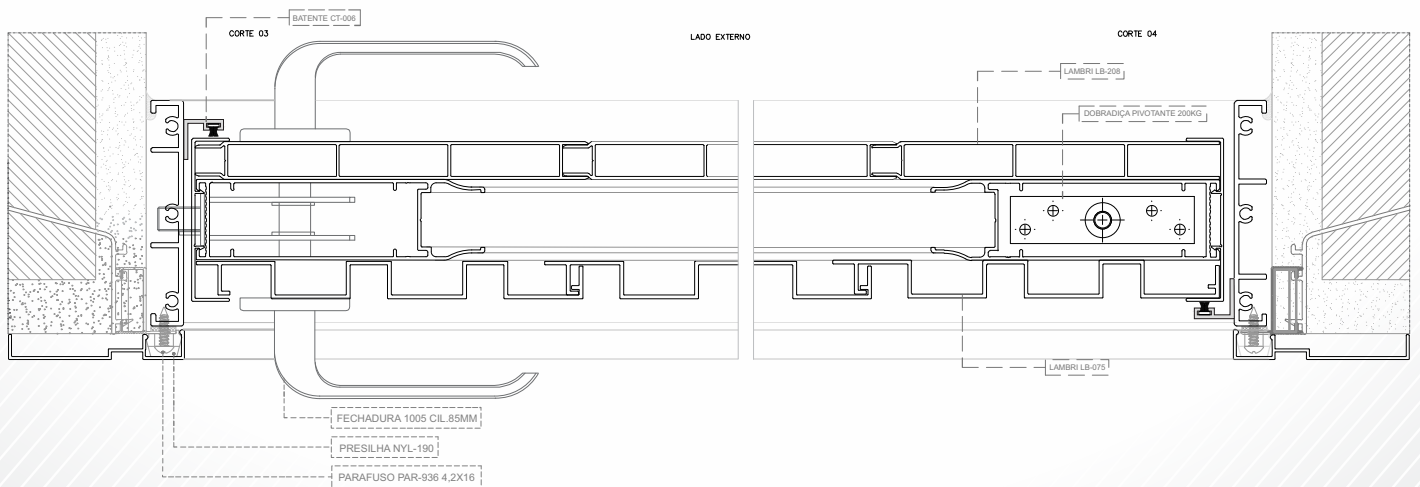 BATENTE CT-006
CORTE 03
LADO EXTERNO
CORTE 04
LAMBRI LB-208
DOBRADIÇA PIVOTANTE 200KG
LAMBRI LB-075
FECHADURA 1005 CIL.85MM
PRESILHA NYL-190
PARAFUSO PAR-936 4,2X16